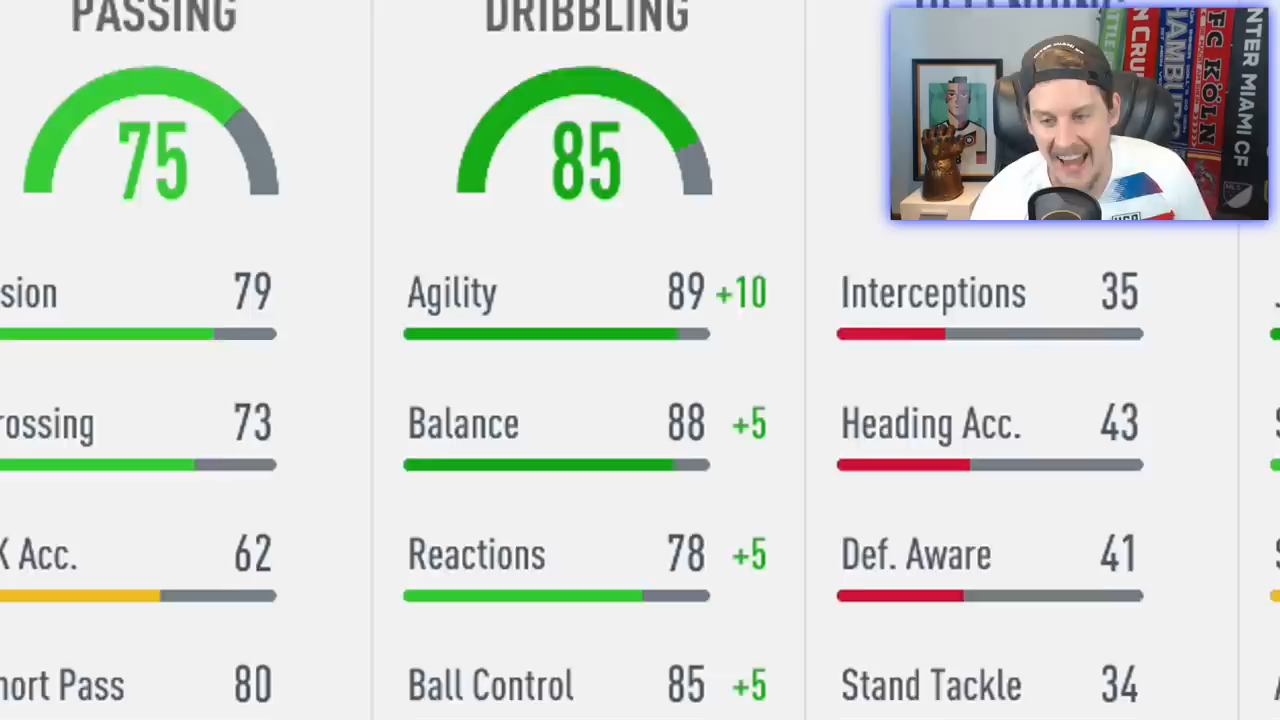 PASSING
75
sion 79
rossing 73
K Acc. 62
hort Pass 80
DRIBBLING
85
Agility 89 +10
Balance 88 +5
Reactions 78 +5
Ball Control 85 +5
Interceptions 35
Heading Acc. 43
Def. Aware 41
Stand Tackle 34
FC KÖLN
NTER MIAMI CF